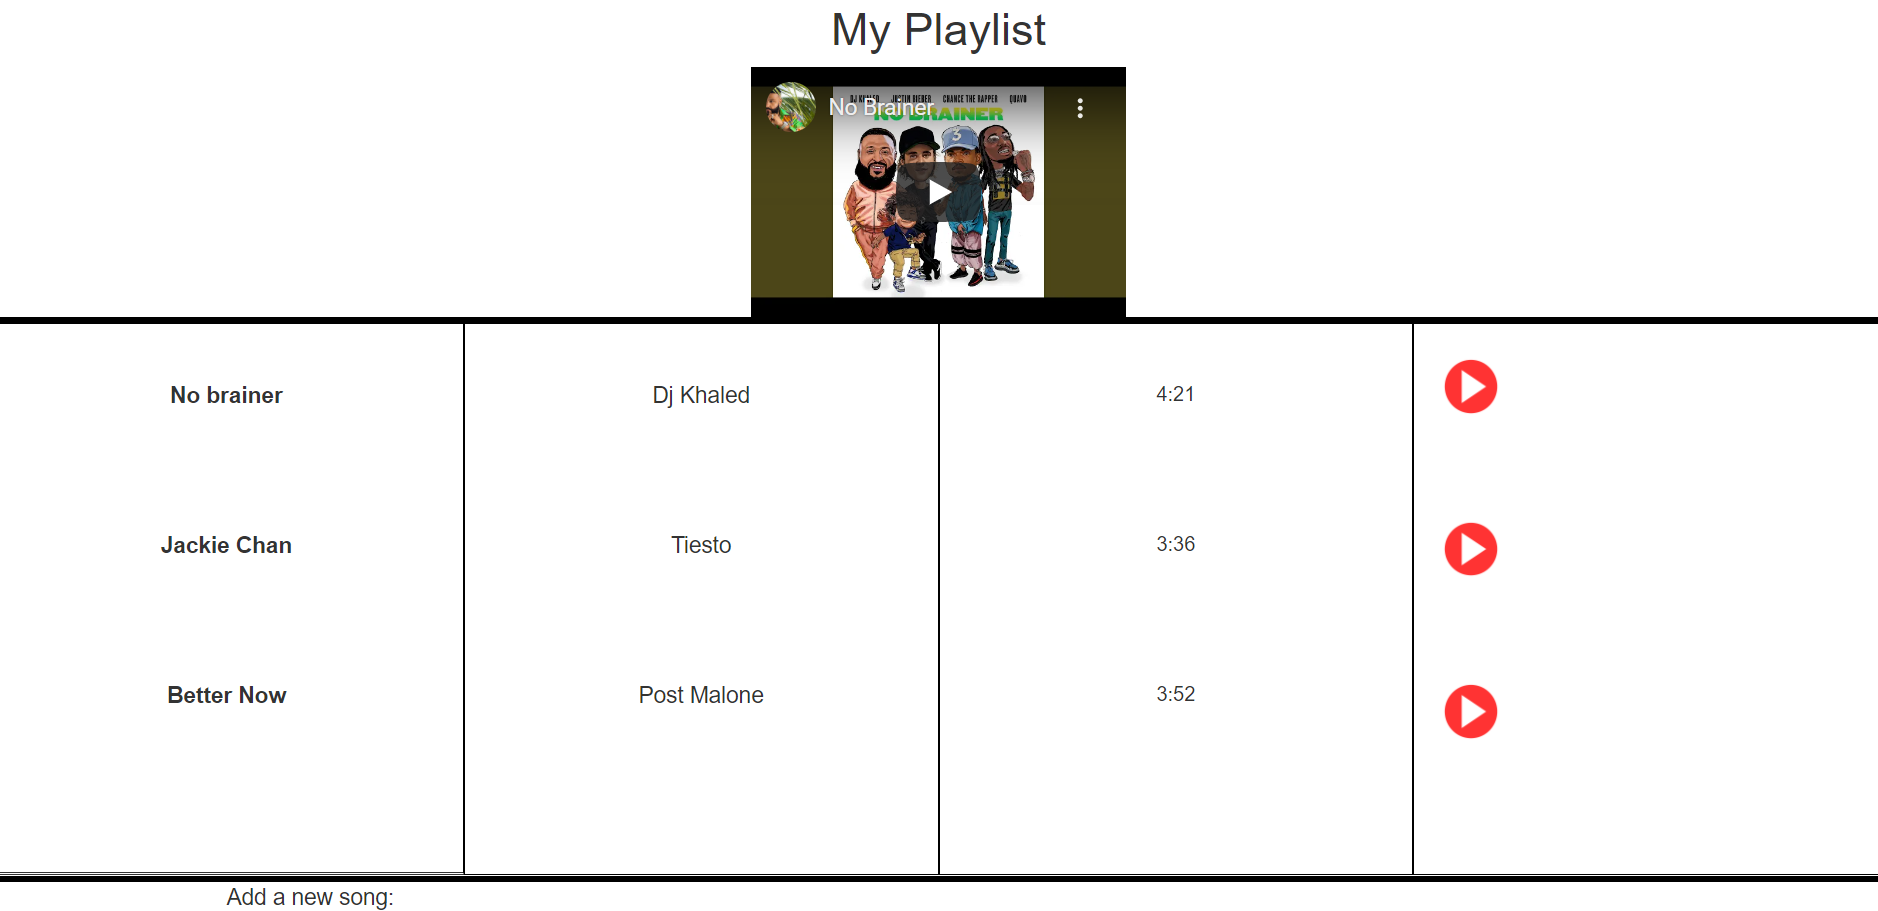 My Playlist
No Brainer
DJ KHALED JUSTIN BIEBER CHANCE THE RAPPER QUAVO
NO BRAINER
3
No brainer Dj Khaled 4:21
Jackie Chan Tiesto 3:36
Better Now Post Malone 3:52
Add a new song: